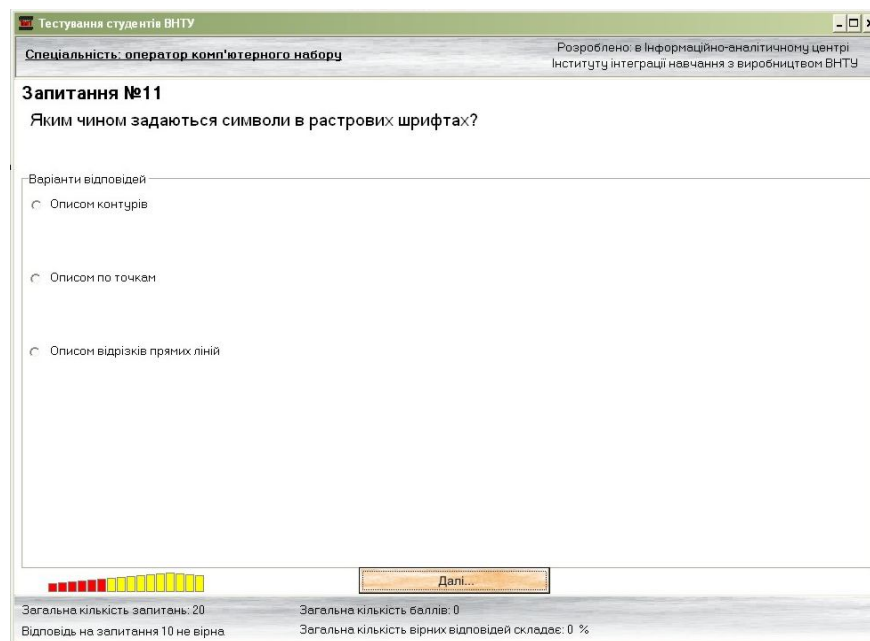 Тестування студентів ВНТУ
Спеціальність: оператор комп'ютерного набору
Розроблено: в Інформаційно-аналітичному центрі
Інституту інтеграції навчання з виробництвом ВНТУ
Запитання №11
Яким чином задаються символи в растрових шрифтах?
Варіанти відповідей
Описом контурів
Описом по точкам
Описом відрізків прямих ліній
Далі...
Загальна кількість запитань: 20
Загальна кількість баллів: 0
Відповідь на запитання 10 не вірна
Загальна кількість вірних відповідей складає: 0 %